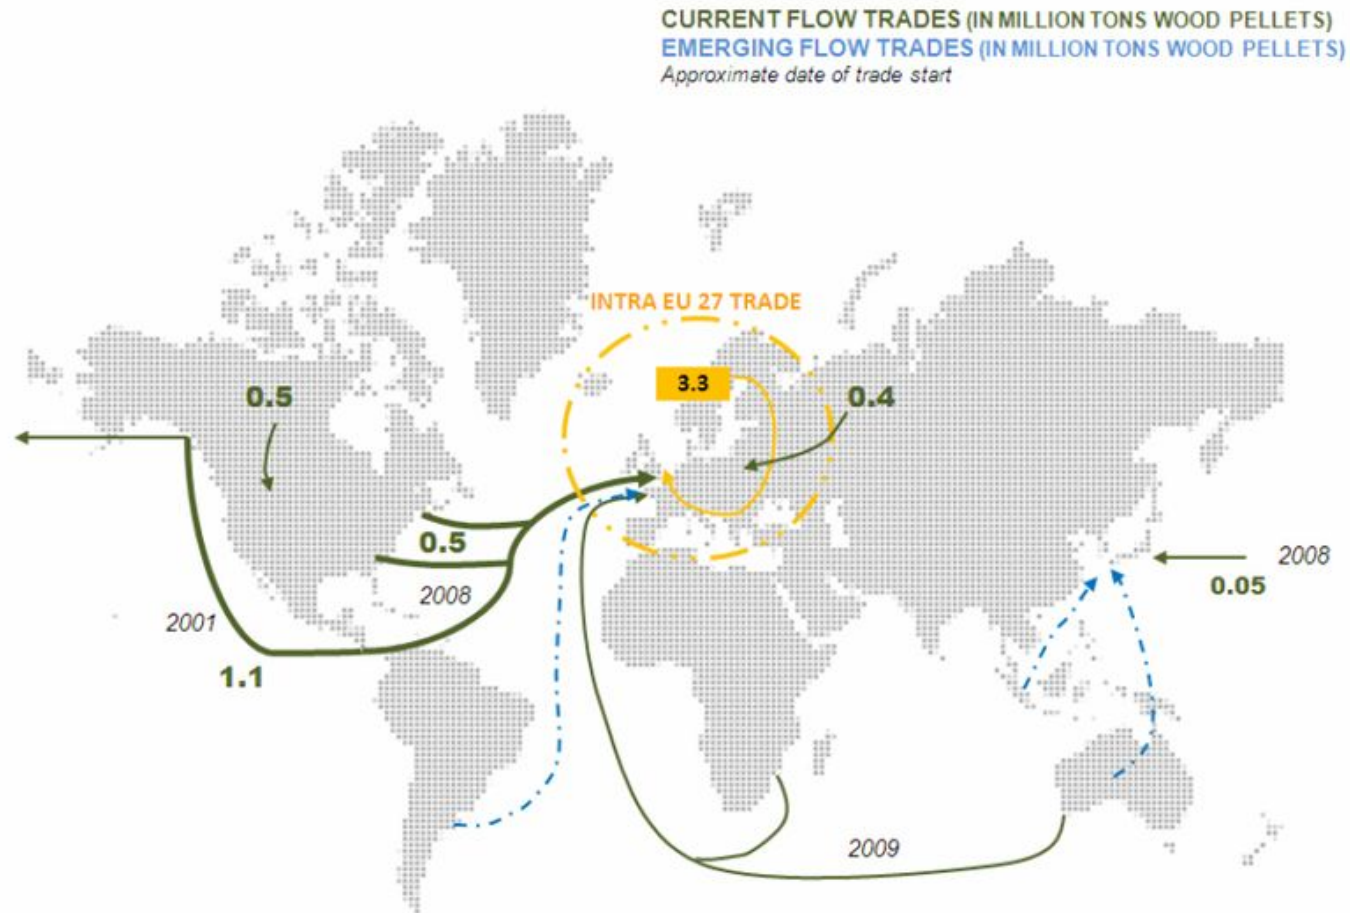 CURRENT FLOW TRADES (IN MILLION TONS WOOD PELLETS)
EMERGING FLOW TRADES (IN MILLION TONS WOOD PELLETS)
Approximate date of trade start
INTRA EU 27 TRADE
3.3
0.5
0.4
0.5
2008
0.05
2008
2001
1.1
2009